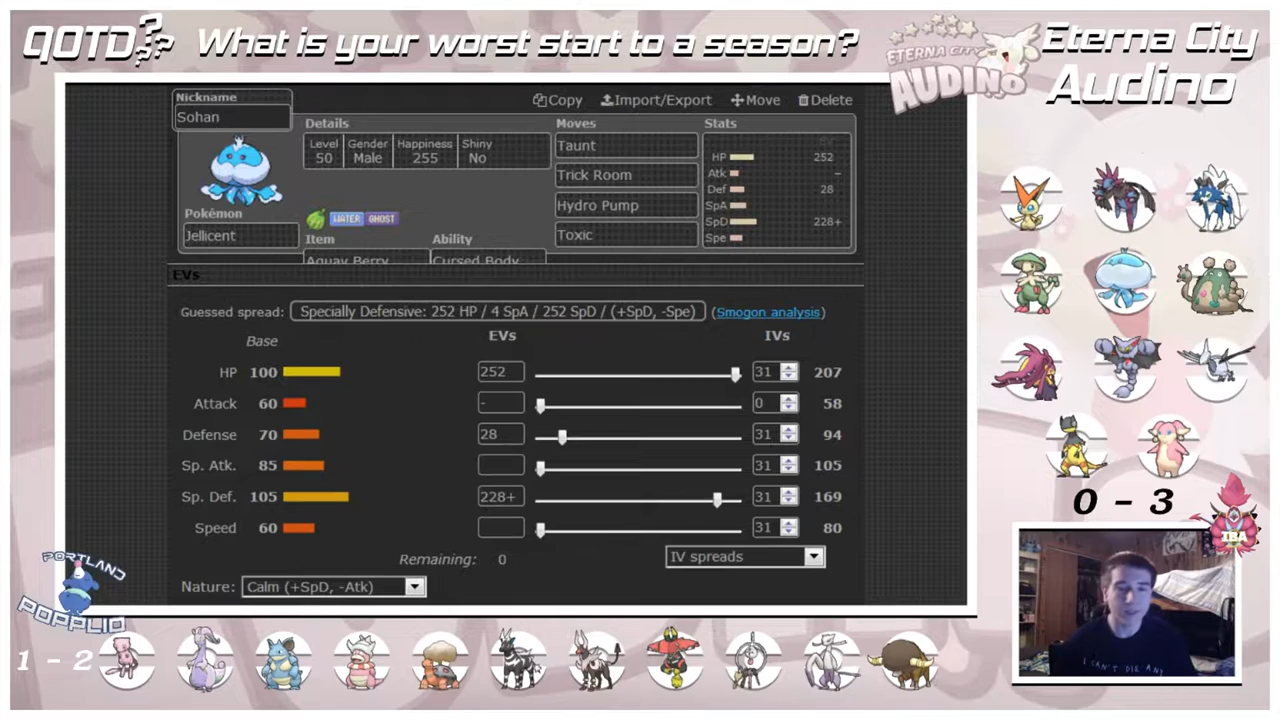 QOTD??? What is your worst start to a season?
ETERNA CITY
AUDINO
Eterna City
Audino
Nickname
Sohan
Copy Import/Export Move Delete
Details
Level Gender Happiness Shiny
50 Male 255 No
Moves
Taunt
Trick Room
Hydro Pump
Toxic
Stats
HP 252
Atk -
Def 28
SpA
SpD 228+
Spe
WATER GHOST
Pokémon
Jellicent
Item Ability
Aguav Berry Cursed Body
EVs
Guessed spread: Specially Defensive: 252 HP / 4 SpA / 252 SpD / (+SpD, -Spe) (Smogon analysis)
Base EVs IVs
HP 100 252 31 207
Attack 60 - 0 58
Defense 70 28 31 94
Sp. Atk. 85 31 105
Sp. Def. 105 228+ 31 169
Speed 60 31 80
Remaining: 0 IV spreads
Nature: Calm (+SpD, -Atk)
0 - 3
IBA
PORTLAND
POPPLIO
1 - 2
I CAN'T DIE ANY